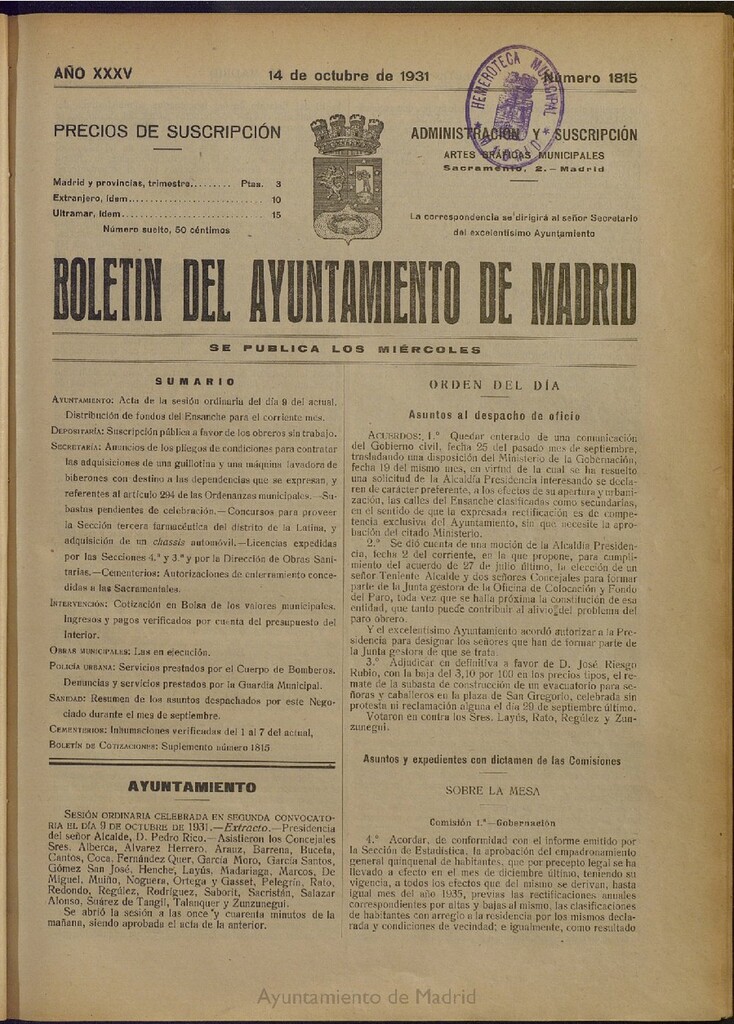 AÑO XXXV
14 de octubre de 1931
Número 1815
HEMEROTECA MUNICIPAL
PRECIOS DE SUSCRIPCIÓN
Madrid y provincias, trimestre......... Ptas. 3
Extranjero, ídem............................ 10
Ultramar, ídem............................. 15
Número suelto, 50 céntimos
ADMINISTRACIÓN Y SUSCRIPCIÓN
ARTES GRÁFICAS MUNICIPALES
Sacramento, 2.—Madrid
La correspondencia se dirigirá al señor Secretario
del excelentísimo Ayuntamiento
BOLETIN DEL AYUNTAMIENTO DE MADRID
SE PUBLICA LOS MIÉRCOLES
SUMARIO
AYUNTAMIENTO: Acta de la sesión ordinaria del día 9 del actual.
Distribución de fondos del Ensanche para el corriente mes.
DEPOSITARÍA: Suscripción pública a favor de los obreros sin trabajo.
SECRETARÍA: Anuncios de los pliegos de condiciones para contratar
las adquisiciones de una guillotina y una máquina lavadora de
biberones con destino a las dependencias que se expresan, y
referentes al artículo 294 de las Ordenanzas municipales.—Su-
bastas pendientes de celebración.—Concursos para proveer
la Sección tercera farmacéutica del distrito de la Latina, y
adquisición de un chassis automóvil.—Licencias expedidas
por las Secciones 4.ª y 3.ª y por la Dirección de Obras Sani-
tarias.—Cementerios: Autorizaciones de enterramiento conce-
didas a las Sacramentales.
INTERVENCIÓN: Cotización en Bolsa de los valores municipales.
Ingresos y pagos verificados por cuenta del presupuesto del
Interior.
OBRAS MUNICIPALES: Las en ejecución.
POLICÍA URBANA: Servicios prestados por el Cuerpo de Bomberos.
Denuncias y servicios prestados por la Guardia Municipal.
SANIDAD: Resumen de los asuntos despachados por este Nego-
ciado durante el mes de septiembre.
CEMENTERIOS: Inhumaciones verificadas del 1 al 7 del actual.
BOLETÍN DE COTIZACIONES: Suplemento número 1815
AYUNTAMIENTO
SESIÓN ORDINARIA CELEBRADA EN SEGUNDA CONVOCATO-
RIA EL DÍA 9 DE OCTUBRE DE 1931.—Extracto.—Presidencia
del señor Alcalde, D. Pedro Rico.—Asistieron los Concejales
Sres. Alberca, Alvarez Herrero, Arauz, Barrena, Buceta,
Cantos, Coca, Fernández Quer, García Moro, García Santos,
Gómez San José, Henche, Layús, Madariaga, Marcos, De
Miguel, Muiño, Noguera, Ortega y Gasset, Pelegrín, Rato,
Redondo, Regúlez, Rodríguez, Saborit, Sacristán, Salazar
Alonso, Suárez de Tangil, Talanquer y Zunzunegui.
Se abrió la sesión a las once y cuarenta minutos de la
mañana, siendo aprobada el acta de la anterior.
ORDEN DEL DÍA
Asuntos al despacho de oficio
ACUERDOS: 1.º Quedar enterado de una comunicación
del Gobierno civil, fecha 25 del pasado mes de septiembre,
trasladando una disposición del Ministerio de la Gobernación,
fecha 19 del mismo mes, en virtud de la cual se ha resuelto
una solicitud de la Alcaldía Presidencia interesando se decla-
ren de carácter preferente, a los efectos de su apertura y urbani-
zación, las calles del Ensanche clasificadas como secundarias,
en el sentido de que la expresada rectificación es de compe-
tencia exclusiva del Ayuntamiento, sin que necesite la apro-
bación del citado Ministerio.
2.º Se dió cuenta de una moción de la Alcaldía Presiden-
cia, fecha 2 del corriente, en la que propone, para cumpli-
miento del acuerdo de 27 de julio último, la elección de un
señor Teniente Alcalde y dos señores Concejales para formar
parte de la Junta gestora de la Oficina de Colocación y Fondo
del Paro, toda vez que se halla próxima la constitución de esa
entidad, que tanto puede contribuir al alivio del problema del
paro obrero.
Y el excelentísimo Ayuntamiento acordó autorizar a la Pre-
sidencia para designar los señores que han de formar parte de
la Junta gestora de que se trata.
3.º Adjudicar en definitiva a favor de D. José Riesgo
Rubio, con la baja del 3,10 por 100 en los precios tipos, el re-
mate de la subasta de construcción de un evacuatorio para se-
ñoras y caballeros en la plaza de San Gregorio, celebrada sin
protesta ni reclamación alguna el día 29 de septiembre último.
Votaron en contra los Sres. Layús, Rato, Regúlez y Zun-
zunegui.
Asuntos y expedientes con dictamen de las Comisiones
SOBRE LA MESA
Comisión 1.ª—Gobernación
4.º Acordar, de conformidad con el informe emitido por
la Sección de Estadística, la aprobación del empadronamiento
general quinquenal de habitantes, que por precepto legal se ha
llevado a efecto en el mes de diciembre último, teniendo su
vigencia, a todos los efectos que del mismo se derivan, hasta
igual mes del año 1935, previas las rectificaciones anuales
correspondientes por altas y bajas al mismo, las clasificaciones
de habitantes con arreglo a la residencia por los mismos decla-
rada y condiciones de vecindad; e igualmente, como resultado
Ayuntamiento de Madrid